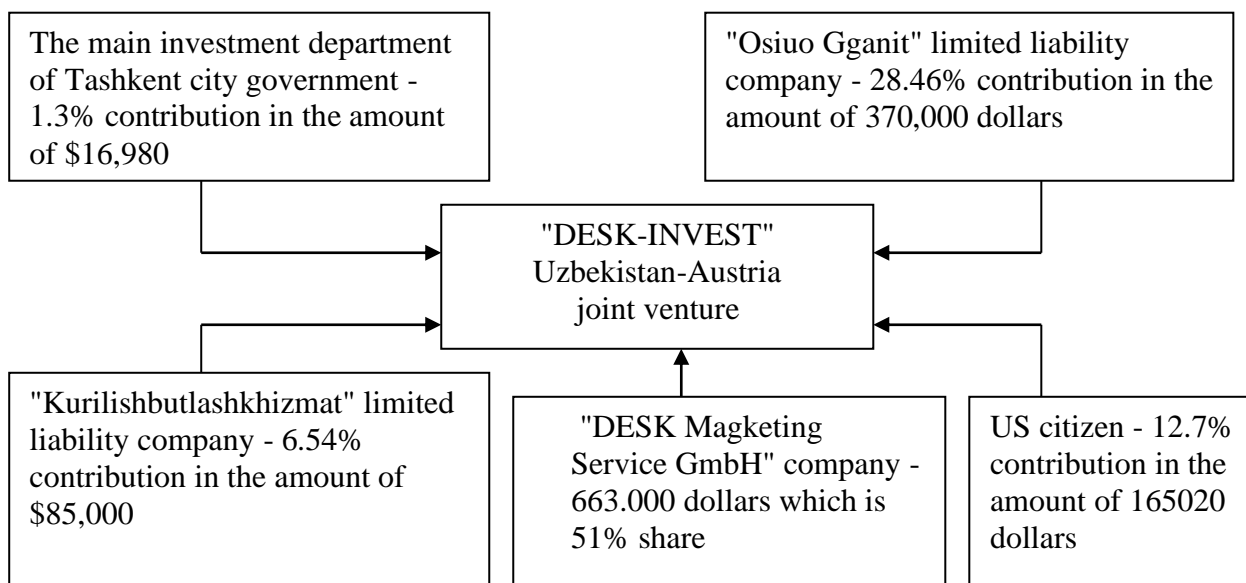 The main investment department
of Tashkent city government -
1.3% contribution in the amount
of $16,980
"Osiuo Gganit" limited liability
company - 28.46% contribution in the
amount of 370,000 dollars
"DESK-INVEST"
Uzbekistan-Austria
joint venture
"Kurilishbutlashkhizmat" limited
liability company - 6.54%
contribution in the amount of
$85,000
"DESK Magketing
Service GmbH" company -
663.000 dollars which is
51% share
US citizen - 12.7%
contribution in the
amount of 165020
dollars